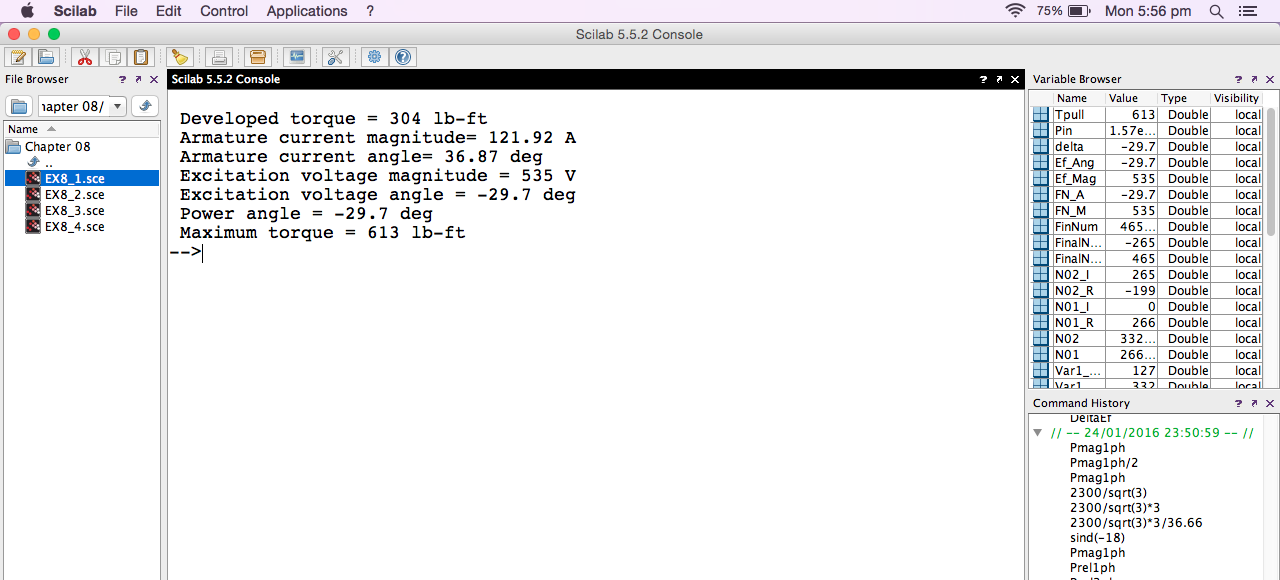 Scilab File Edit Control Applications ? 75% Mon 5:56 pm
Scilab 5.5.2 Console
File Browser ? ↗ ×
hapter 08/
Name
Chapter 08
..
EX8_1.sce
EX8_2.sce
EX8_3.sce
EX8_4.sce
Scilab 5.5.2 Console ? ↗ ×
Developed torque = 304 lb-ft
Armature current magnitude= 121.92 A
Armature current angle= 36.87 deg
Excitation voltage magnitude = 535 V
Excitation voltage angle = -29.7 deg
Power angle = -29.7 deg
Maximum torque = 613 lb-ft
-->
Variable Browser ? ↗ ×
Name Value Type Visibility
Tpull 613 Double local
Pin 1.57e... Double local
delta -29.7 Double local
Ef_Ang -29.7 Double local
Ef_Mag 535 Double local
FN_A -29.7 Double local
FN_M 535 Double local
FinNum 465... Double local
FinalN... -265 Double local
FinalN... 465 Double local
N02_I 265 Double local
N02_R -199 Double local
N01_I 0 Double local
N01_R 266 Double local
N02 332... Double local
N01 266... Double local
Var1_... 127 Double local
Var1 332 Double local
Command History ? ↗ ×
DeltaEf
// -- 24/01/2016 23:50:59 -- //
Pmag1ph
Pmag1ph/2
Pmag1ph
2300/sqrt(3)
2300/sqrt(3)*3
2300/sqrt(3)*3/36.66
sind(-18)
Pmag1ph
Prel1ph